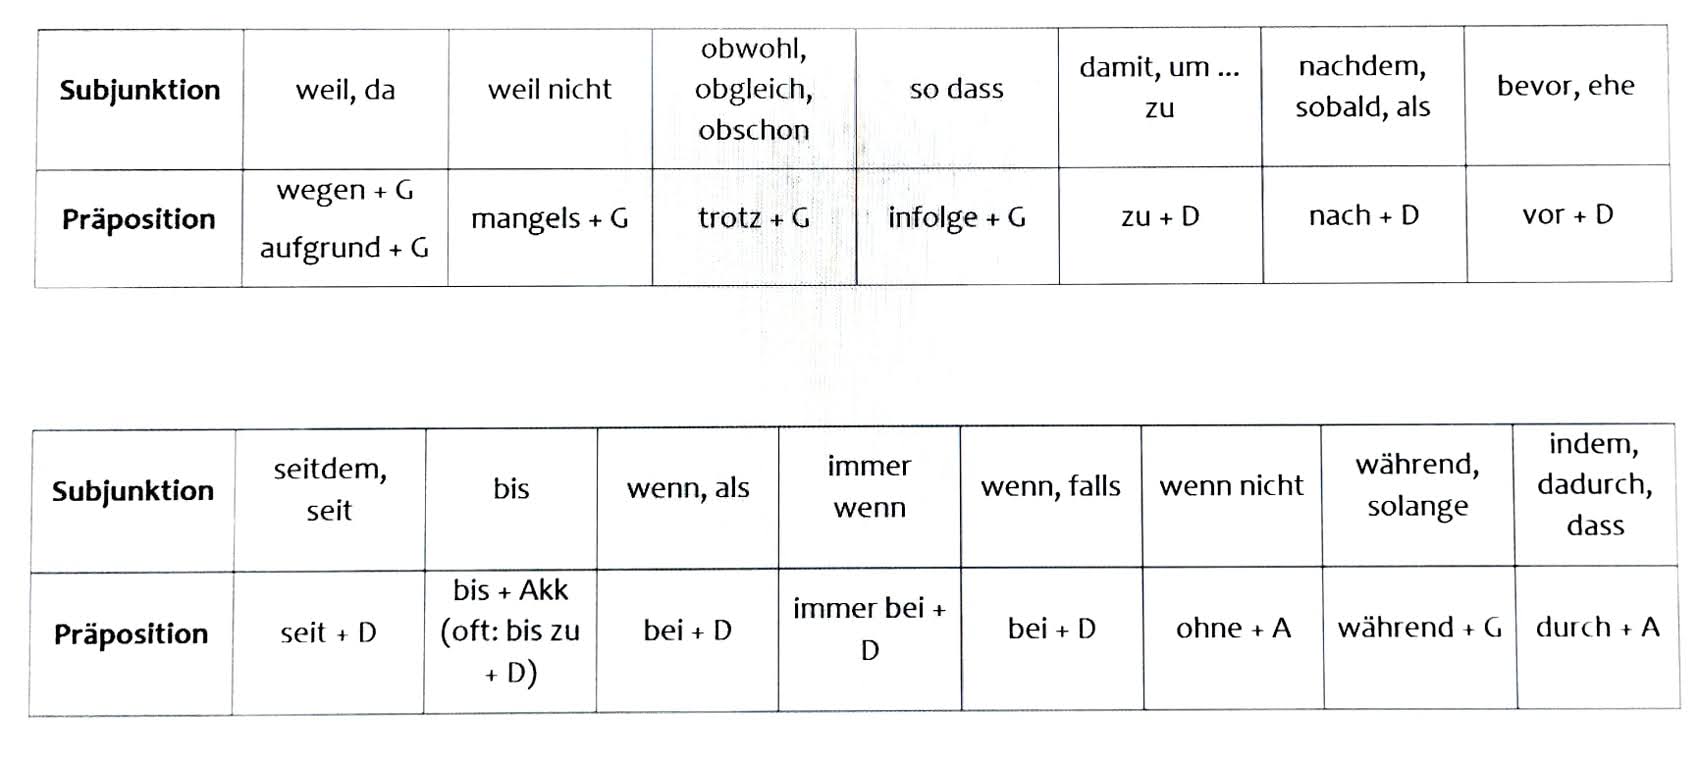 Subjunktion
weil, da
weil nicht
obwohl,
obgleich,
obschon
so dass
damit, um ...
zu
nachdem,
sobald, als
bevor, ehe
Präposition
wegen + G
aufgrund + G
mangels + G
trotz + G
infolge + G
zu + D
nach + D
vor + D
Subjunktion
seitdem,
seit
bis
wenn, als
immer
wenn
wenn, falls
wenn nicht
während,
solange
indem,
dadurch,
dass
Präposition
seit + D
bis + Akk
(oft: bis zu
+ D)
bei + D
immer bei +
D
bei + D
ohne + A
während + G
durch + A